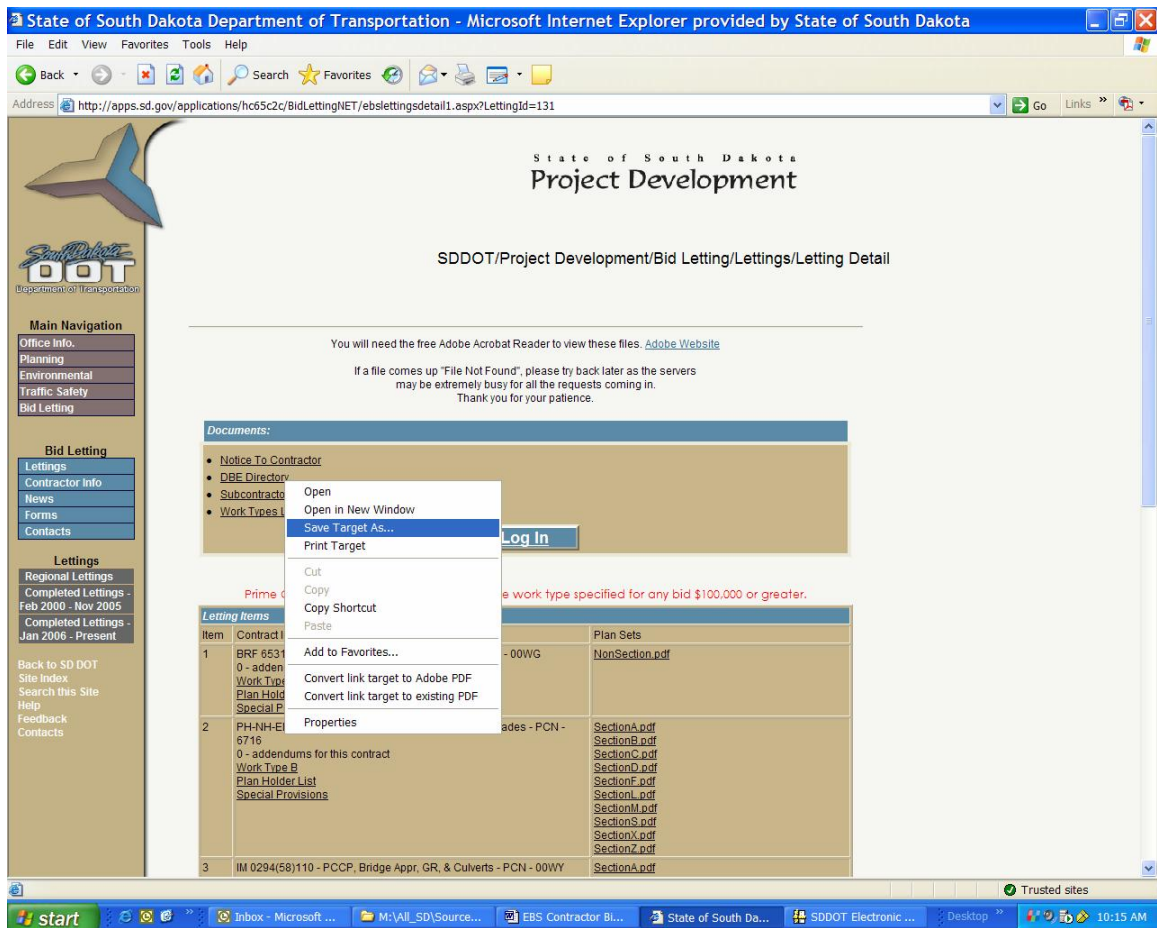 State of South Dakota Department of Transportation - Microsoft Internet Explorer provided by State of South Dakota
File Edit View Favorites Tools Help
Back Search Favorites
Address http://apps.sd.gov/applications/hc65c2c/BidLettingNET/ebslettingsdetail1.aspx?LettingId=131 Go Links »
State of South Dakota
Project Development
South Dakota
DOT
Department of Transportation
SDDOT/Project Development/Bid Letting/Lettings/Letting Detail
Main Navigation
Office Info.
Planning
Environmental
Traffic Safety
Bid Letting
Bid Letting
Lettings
Contractor Info
News
Forms
Contacts
Lettings
Regional Lettings
Completed Lettings -
Feb 2000 - Nov 2005
Completed Lettings -
Jan 2006 - Present
Back to SD DOT
Site Index
Search this Site
Help
Feedback
Contacts
You will need the free Adobe Acrobat Reader to view these files. Adobe Website
If a file comes up "File Not Found", please try back later as the servers
may be extremely busy for all the requests coming in.
Thank you for your patience.
Documents:
Notice To Contractor
DBE Directory
Subcontracto
Work Types L
Log In
Open
Open in New Window
Save Target As...
Print Target
Cut
Copy
Copy Shortcut
Paste
Add to Favorites...
Convert link target to Adobe PDF
Convert link target to existing PDF
Properties
Prime e work type specified for any bid $100,000 or greater.
Letting Items
Item Contract I Plan Sets
1 BRF 6531 - 00WG NonSection.pdf
0 - adden
Work Type
Plan Hold
Special P
2 PH-NH-E ades - PCN - SectionA.pdf
6716 SectionB.pdf
0 - addendums for this contract SectionC.pdf
Work Type B SectionD.pdf
Plan Holder List SectionF.pdf
Special Provisions SectionL.pdf
SectionM.pdf
SectionS.pdf
SectionX.pdf
SectionZ.pdf
3 IM 0294(58)110 - PCCP, Bridge Appr, GR, & Culverts - PCN - 00WY SectionA.pdf
Trusted sites
start » Inbox - Microsoft ... M:\All_SD\Source... EBS Contractor Bi... State of South Da... SDDOT Electronic ... Desktop » 10:15 AM